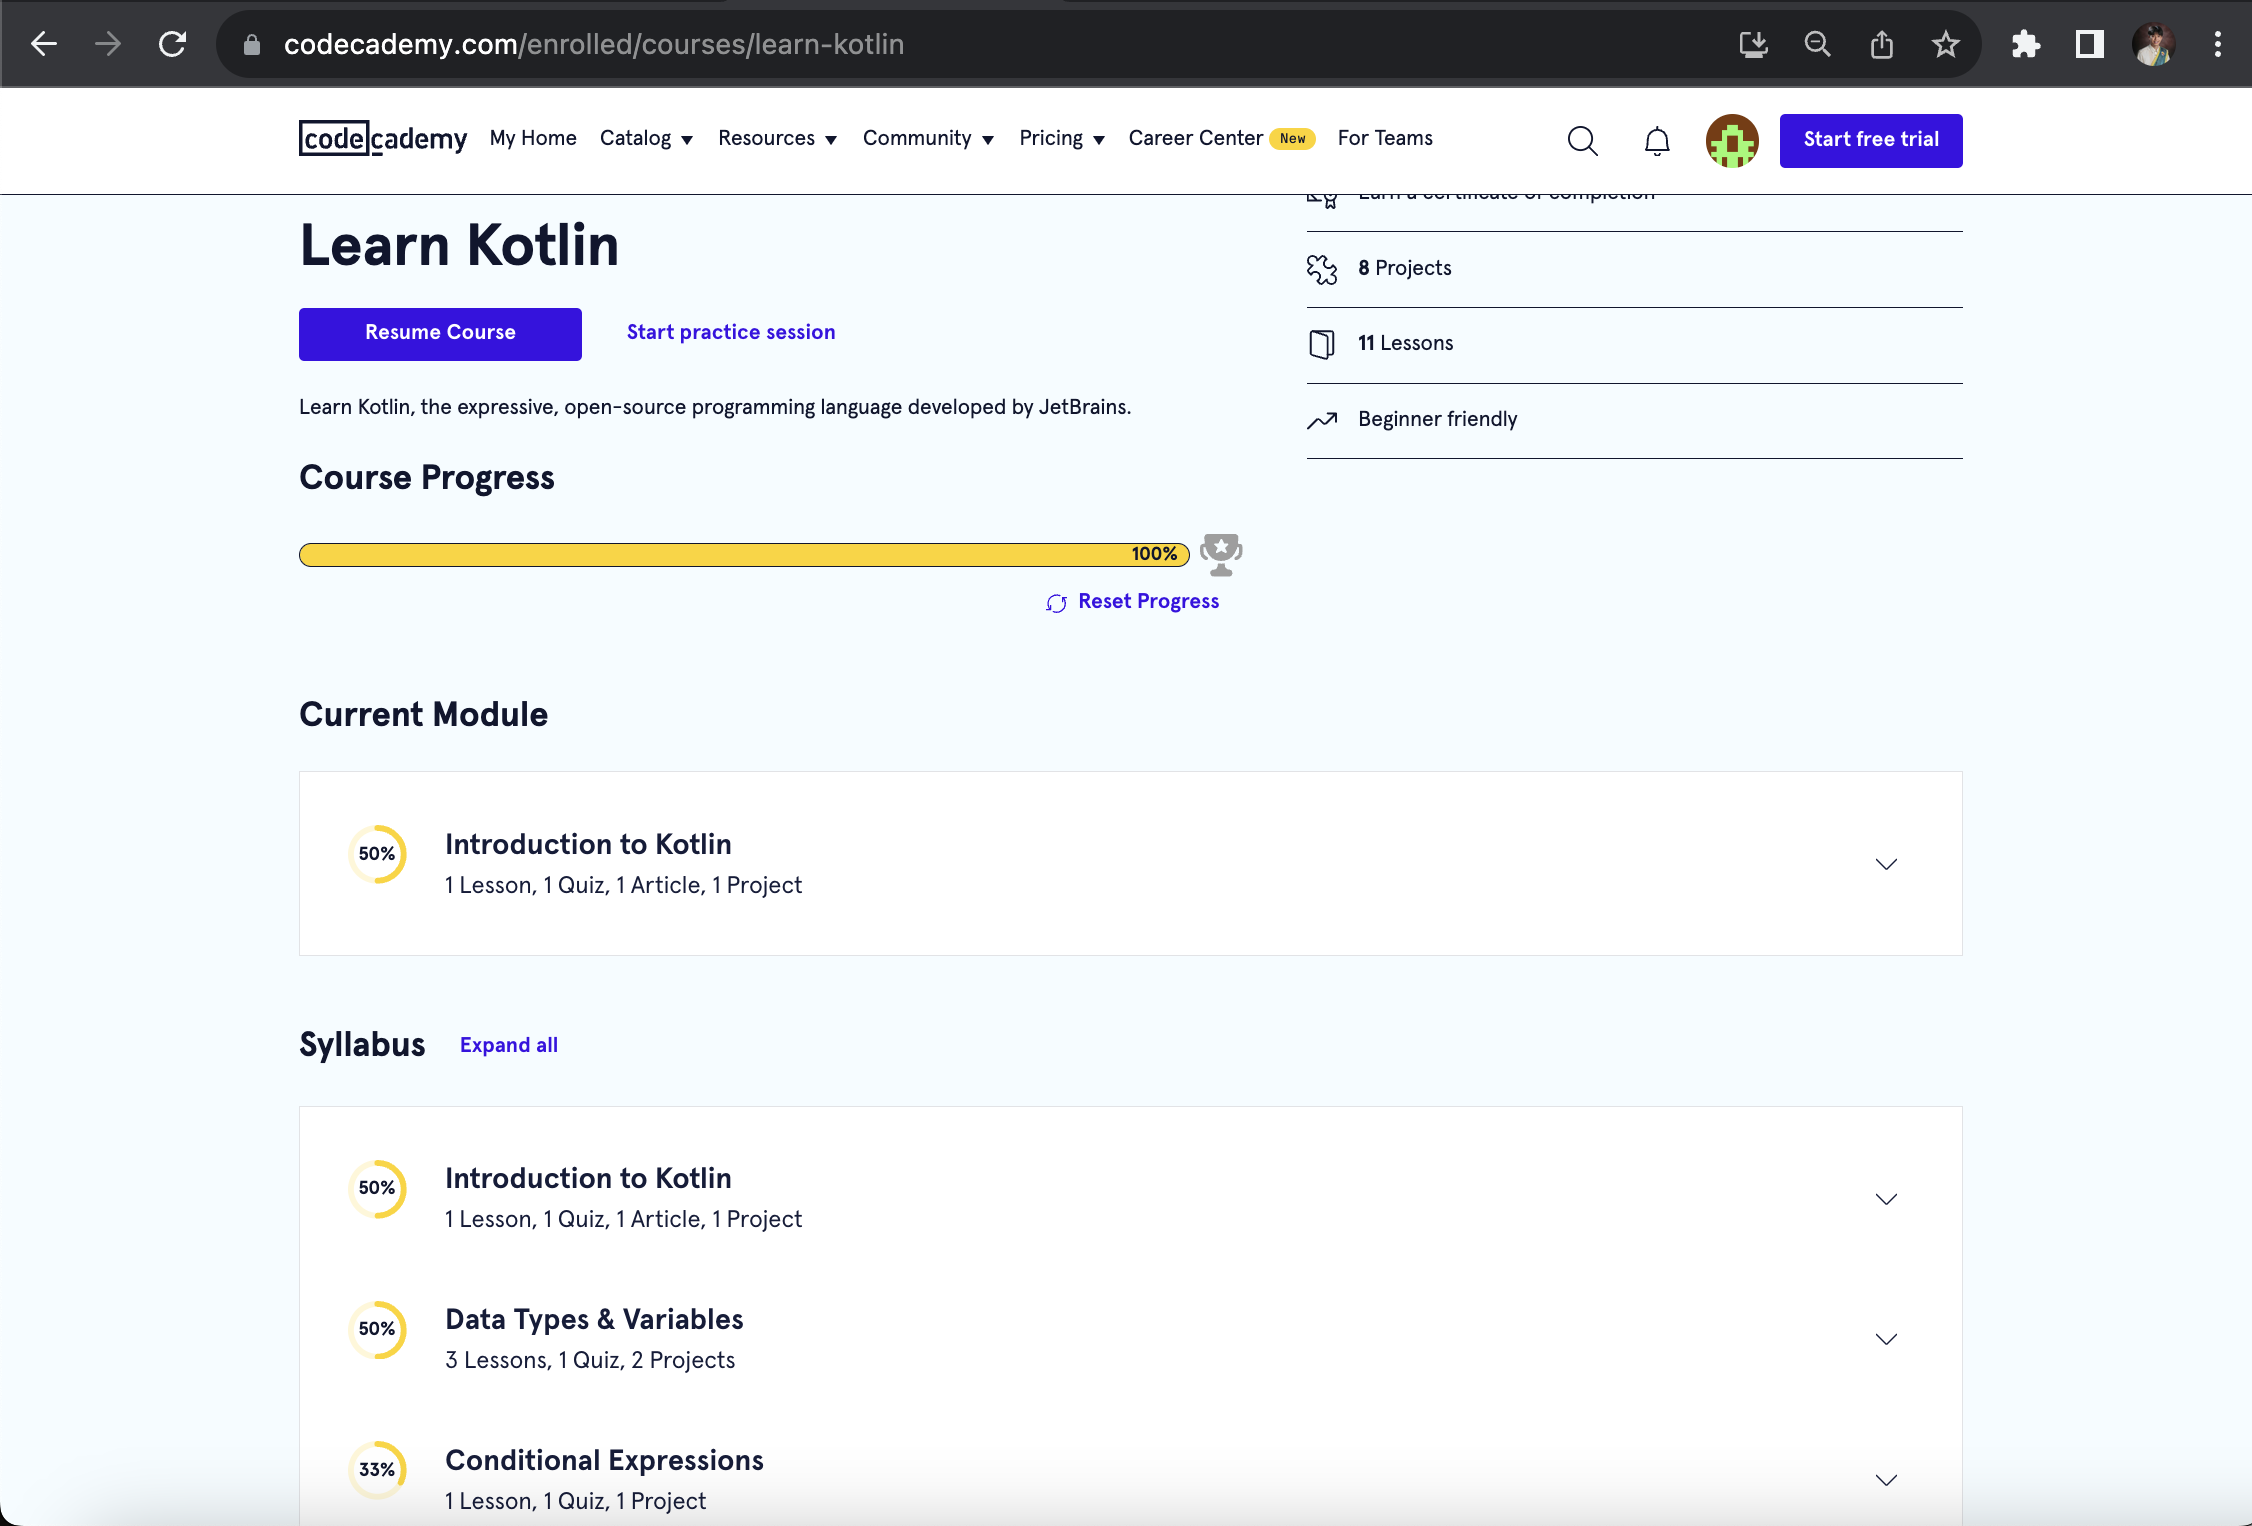 codecademy.com/enrolled/courses/learn-kotlin
codecademy
My Home
Catalog
Resources
Community
Pricing
Career Center New
For Teams
Start free trial
Earn a certificate of completion
Learn Kotlin
8 Projects
Resume Course
Start practice session
11 Lessons
Learn Kotlin, the expressive, open-source programming language developed by JetBrains.
Beginner friendly
Course Progress
100%
Reset Progress
Current Module
50%
Introduction to Kotlin
1 Lesson, 1 Quiz, 1 Article, 1 Project
Syllabus
Expand all
50%
Introduction to Kotlin
1 Lesson, 1 Quiz, 1 Article, 1 Project
50%
Data Types & Variables
3 Lessons, 1 Quiz, 2 Projects
33%
Conditional Expressions
1 Lesson, 1 Quiz, 1 Project